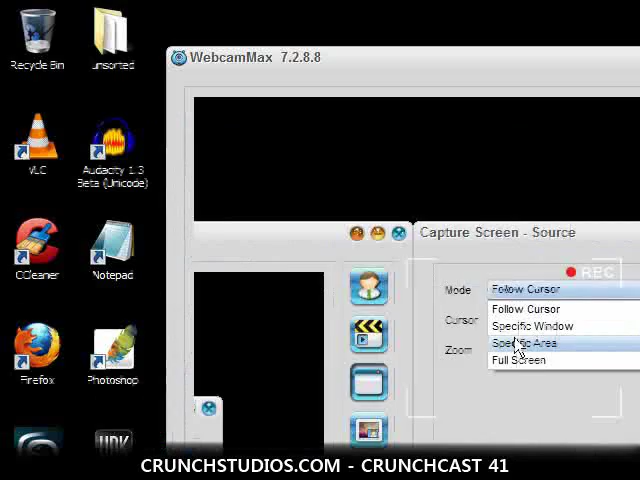 Recycle Bin
unsorted
WebcamMax 7.2.8.8
VLC
Audacity 1.3
Beta (Unicode)
CCleaner
Notepad
Capture Screen - Source
REC
Mode
Follow Cursor
Follow Cursor
Cursor
Specific Window
Specific Area
Zoom
Full Screen
Firefox
Photoshop
UDK
CRUNCHSTUDIOS.COM - CRUNCHCAST 41